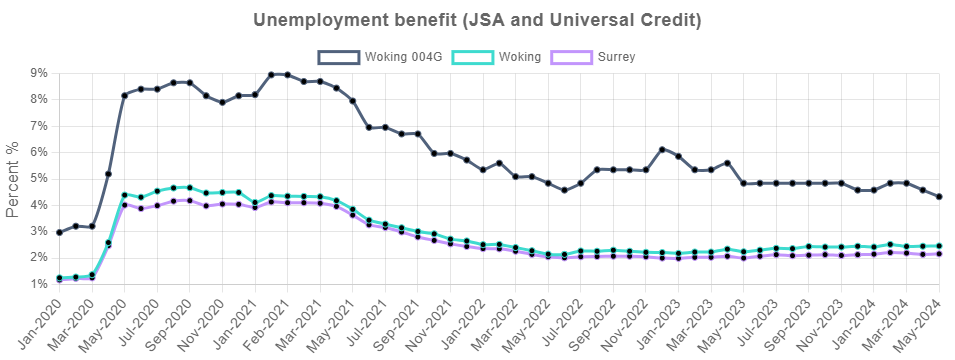 Unemployment benefit (JSA and Universal Credit)
Woking 004G Woking Surrey
9%
8%
7%
6%
5%
4%
3%
2%
1%
Percent %
Jan-2020 Mar-2020 May-2020 Jul-2020 Sep-2020 Nov-2020 Jan-2021 Feb-2021 Mar-2021 May-2021 Jul-2021 Sep-2021 Nov-2021 Jan-2022 Mar-2022 May-2022 Jul-2022 Sep-2022 Nov-2022 Jan-2023 Mar-2023 May-2023 Jul-2023 Sep-2023 Nov-2023 Jan-2024 Mar-2024 May-2024